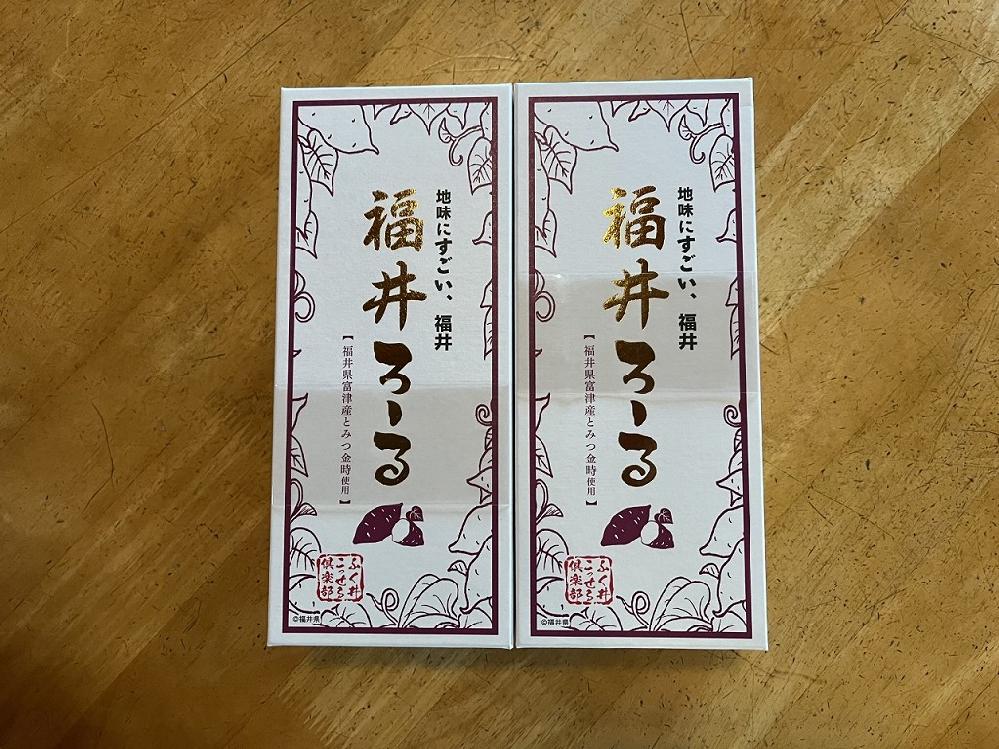 地味にすごい、福井
福井ろーる
【福井県富津産とみつ金時使用】
ふく井
こっせる
倶楽部
©福井県
地味にすごい、福井
福井ろーる
【福井県富津産とみつ金時使用】
ふく井
こっせる
倶楽部
©福井県